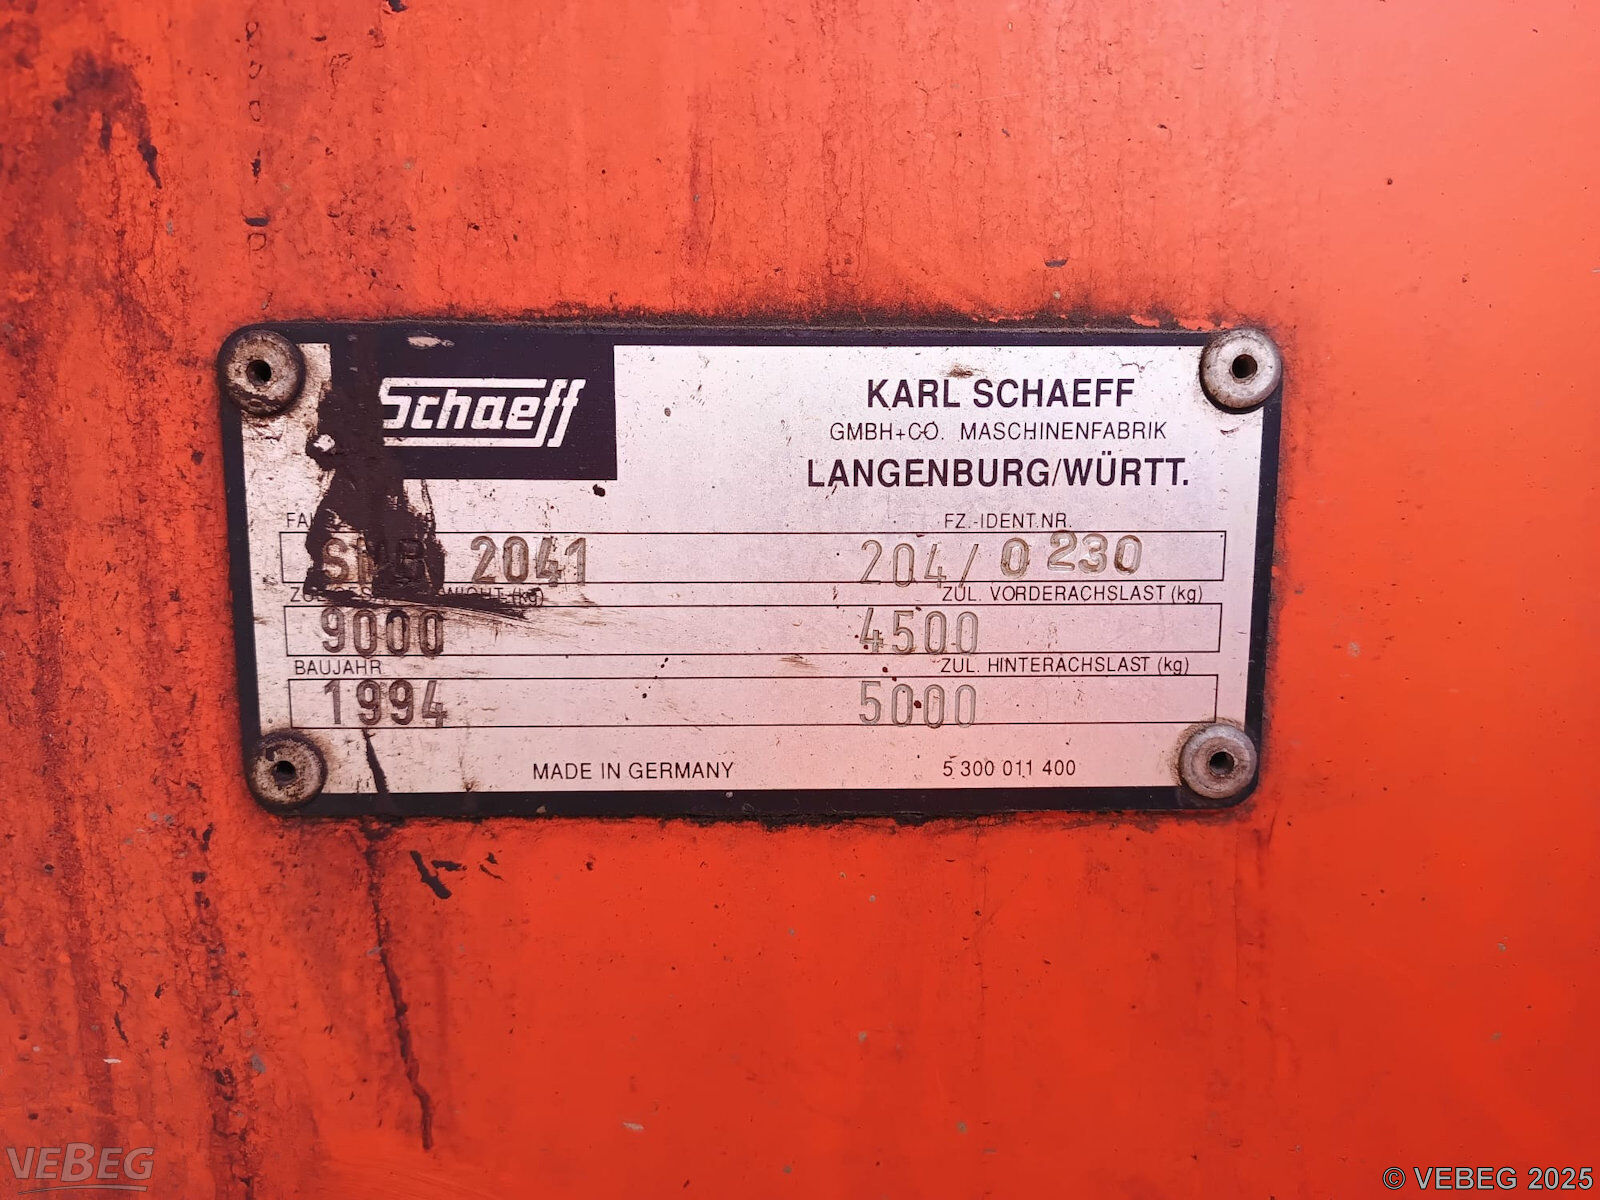 Schaeff
KARL SCHAEFF
GMBH+CO. MASCHINENFABRIK
LANGENBURG/WÜRTT.
FZ.-IDENT.NR.
2041 204/0230
ZUL. VORDERACHSLAST (kg)
9000 4500
BAUJAHR ZUL. HINTERACHSLAST (kg)
1994 5000
MADE IN GERMANY 5 300 011 400
VEBEG
© VEBEG 2025